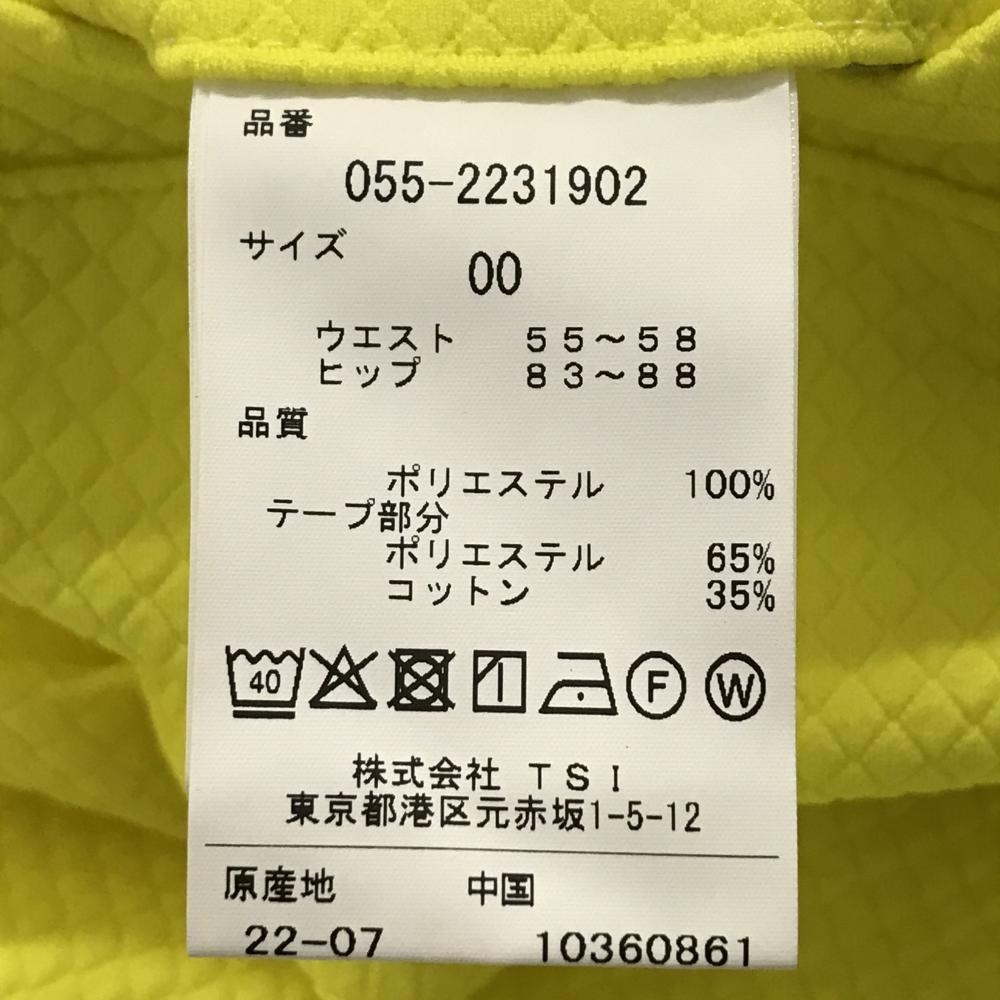 品番
055-2231902
サイズ
00
ウエスト 55～58
ヒップ 83～88
品質
ポリエステル 100%
テープ部分
ポリエステル 65%
コットン 35%
40 F W
株式会社 TSI
東京都港区元赤坂1-5-12
原産地 中国
22-07 10360861